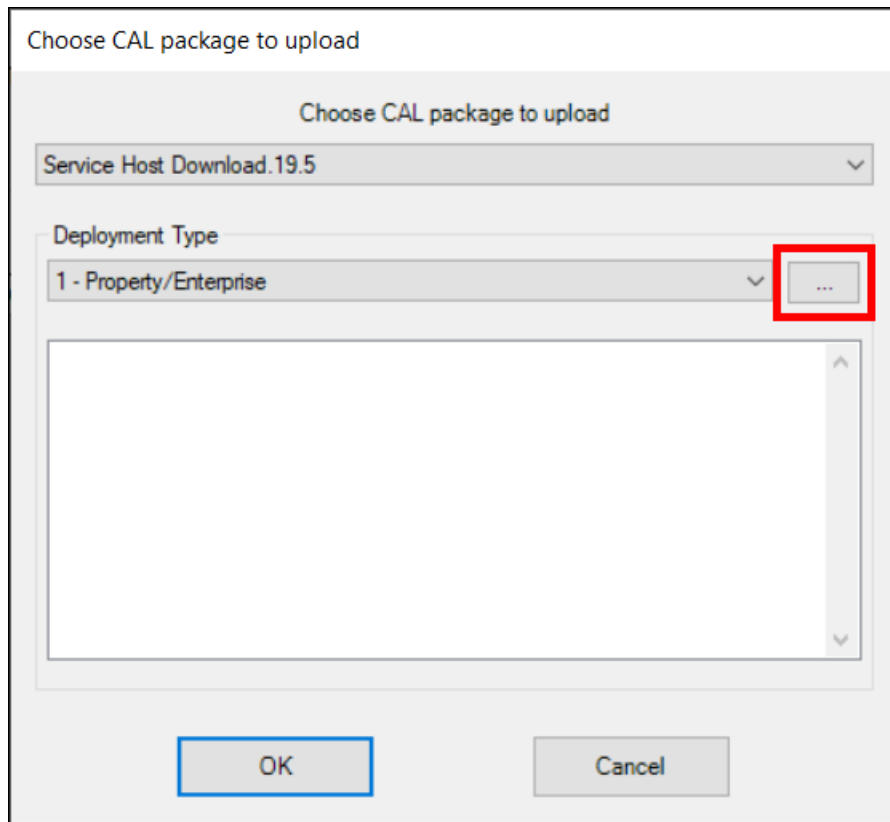 Choose CAL package to upload
Choose CAL package to upload
Service Host Download.19.5
Deployment Type
1 - Property/Enterprise
...
OK
Cancel